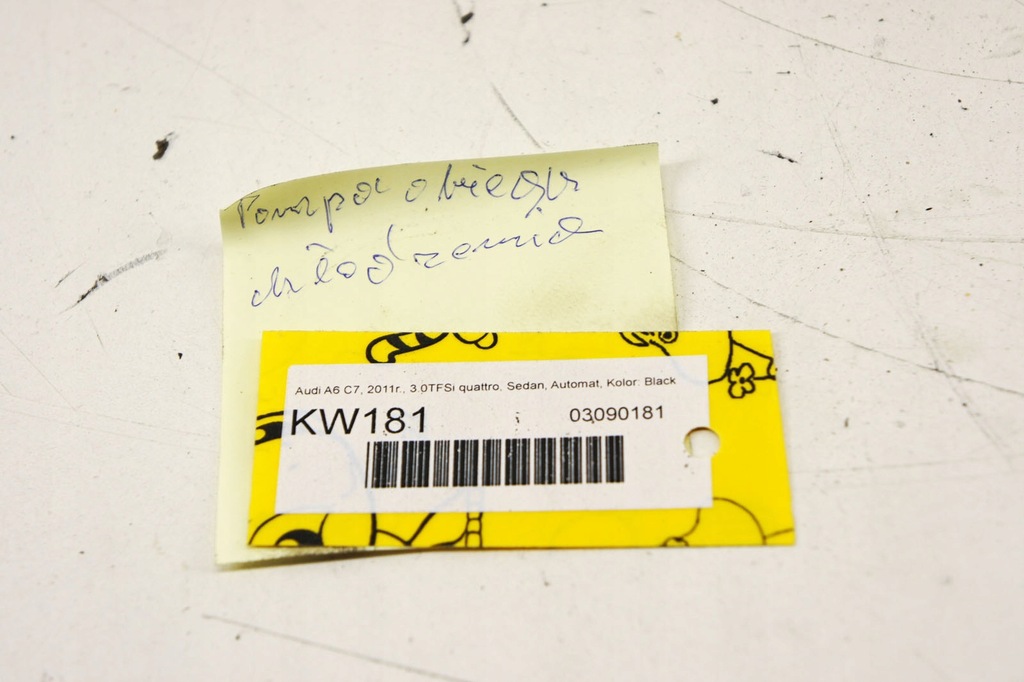 Pompa obiegu
chłodzenia
Audi A6 C7, 2011r., 3.0TFSi quattro. Sedan, Automat, Kolor: Black
KW181
03090181